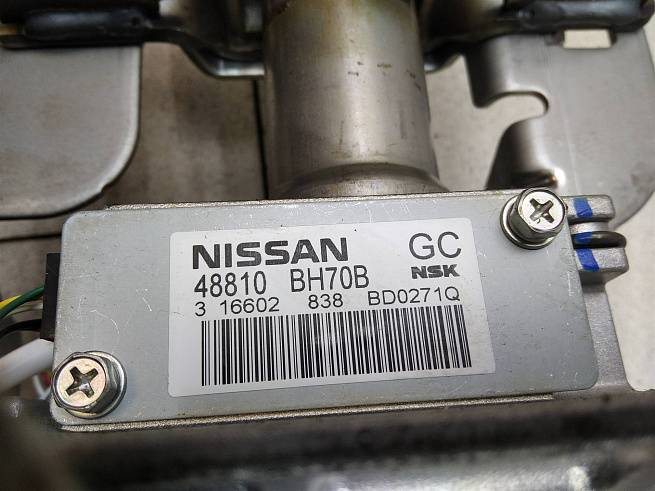 NISSAN GC
48810 BH70B NSK
3 16602 838 BD0271Q